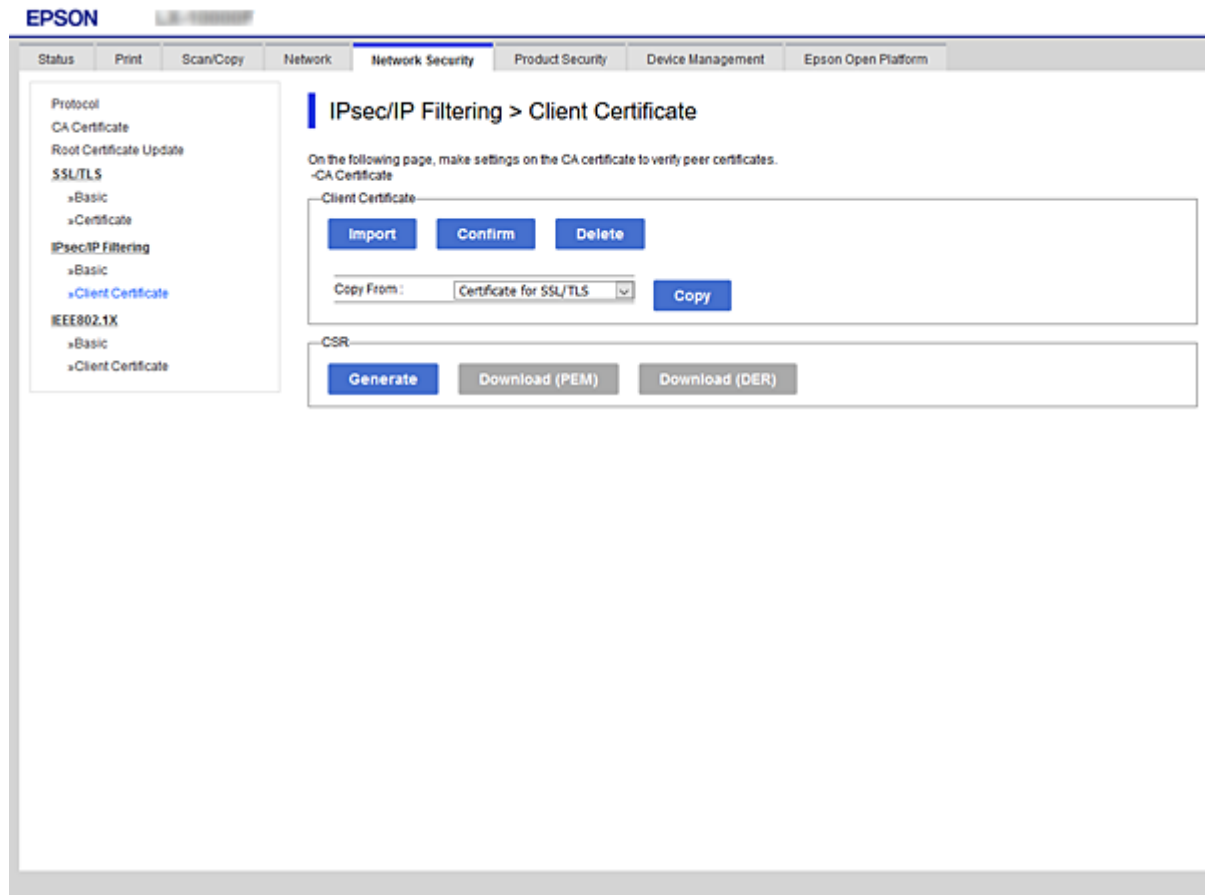 EPSON
Status Print Scan/Copy Network Network Security Product Security Device Management Epson Open Platform
Protocol
CA Certificate
Root Certificate Update
SSL/TLS
»Basic
»Certificate
IPsec/IP Filtering
»Basic
»Client Certificate
IEEE802.1X
»Basic
»Client Certificate
IPsec/IP Filtering > Client Certificate
On the following page, make settings on the CA certificate to verify peer certificates.
-CA Certificate
Client Certificate
Import Confirm Delete
Copy From : Certificate for SSL/TLS Copy
CSR
Generate Download (PEM) Download (DER)